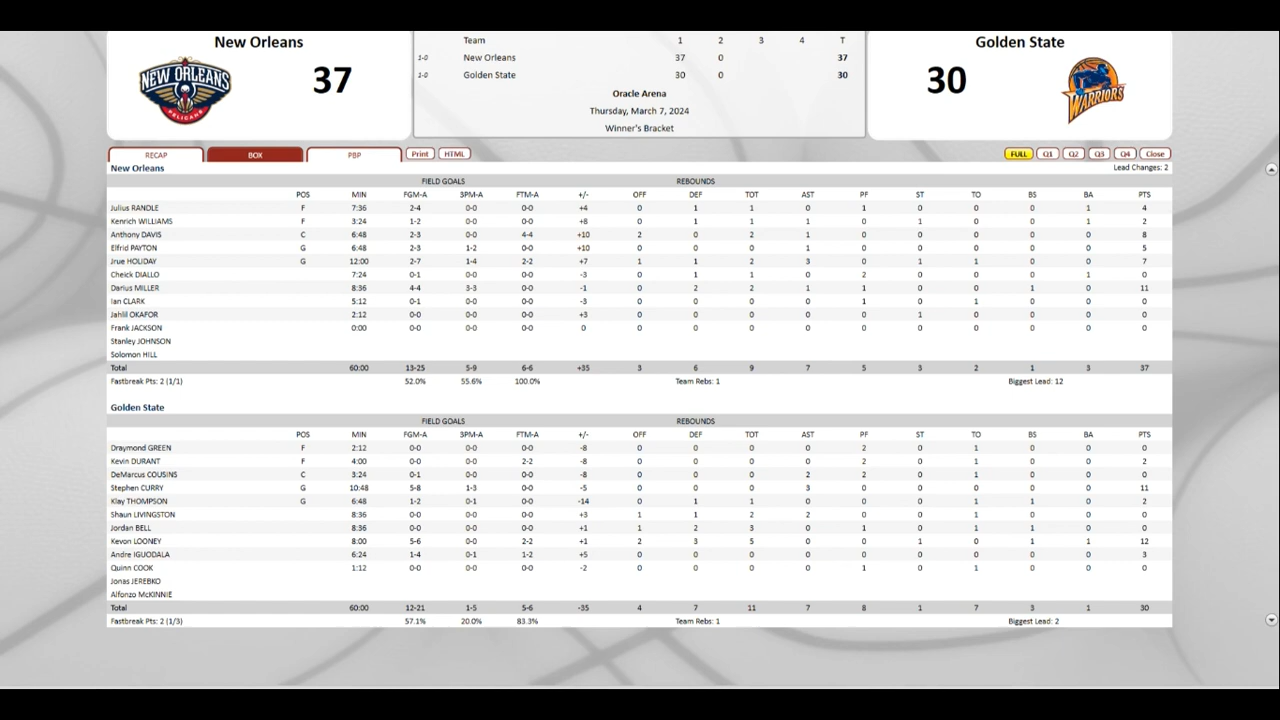 New Orleans
37
NEW ORLEANS
PELICANS
Team 1 2 3 4 T
1-0 New Orleans 37 0 37
1-0 Golden State 30 0 30
Oracle Arena
Thursday, March 7, 2024
Winner's Bracket
Golden State
30
WARRIORS
RECAP BOX PBP Print HTML FULL Q1 Q2 Q3 Q4 Close
New Orleans Lead Changes: 2
FIELD GOALS REBOUNDS
POS MIN FGM-A 3PM-A FTM-A +/- OFF DEF TOT AST PF ST TO BS BA PTS
Julius RANDLE F 7:36 2-4 0-0 0-0 +4 0 1 1 1 1 0 0 0 1 4
Kenrich WILLIAMS F 3:24 1-2 0-0 0-0 +8 0 1 1 1 0 1 0 0 1 2
Anthony DAVIS C 6:48 2-3 0-0 4-4 +10 2 0 2 1 0 0 0 0 0 8
Elfrid PAYTON G 6:48 2-3 1-2 0-0 +10 0 0 0 1 0 0 0 0 0 5
Jrue HOLIDAY G 12:00 2-7 1-4 2-2 +7 1 1 2 3 0 1 1 0 0 7
Cheick DIALLO 7:24 0-1 0-0 0-0 -3 0 1 1 0 2 0 0 0 1 0
Darius MILLER 8:36 4-4 3-3 0-0 -1 0 2 2 1 1 0 0 1 0 11
Ian CLARK 5:12 0-1 0-0 0-0 -3 0 0 0 0 1 0 1 0 0 0
Jahlil OKAFOR 2:12 0-0 0-0 0-0 +3 0 0 0 0 0 1 0 0 0 0
Frank JACKSON 0:00 0-0 0-0 0-0 0 0 0 0 0 0 0 0 0 0 0
Stanley JOHNSON
Solomon HILL
Total 60:00 13-25 5-9 6-6 +35 3 6 9 7 5 3 2 1 3 37
Fastbreak Pts: 2 (1/1) 52.0% 55.6% 100.0% Team Rebs: 1 Biggest Lead: 12
Golden State
FIELD GOALS REBOUNDS
POS MIN FGM-A 3PM-A FTM-A +/- OFF DEF TOT AST PF ST TO BS BA PTS
Draymond GREEN F 2:12 0-0 0-0 0-0 -8 0 0 0 0 2 0 1 0 0 0
Kevin DURANT F 4:00 0-0 0-0 2-2 -8 0 0 0 0 2 0 1 0 0 2
DeMarcus COUSINS C 3:24 0-1 0-0 0-0 -8 0 0 0 2 2 0 1 0 0 0
Stephen CURRY G 10:48 5-8 1-3 0-0 -5 0 0 0 3 0 0 0 0 0 11
Klay THOMPSON G 6:48 1-2 0-1 0-0 -14 0 1 1 0 0 0 1 1 0 2
Shaun LIVINGSTON 8:36 0-0 0-0 0-0 +3 1 1 2 2 0 0 1 0 0 0
Jordan BELL 8:36 0-0 0-0 0-0 +1 1 2 3 0 1 0 1 1 0 0
Kevon LOONEY 8:00 5-6 0-0 2-2 +1 2 3 5 0 1 1 0 1 1 12
Andre IGUODALA 6:24 1-4 0-1 1-2 +5 0 0 0 0 0 0 0 0 0 3
Quinn COOK 1:12 0-0 0-0 0-0 -2 0 0 0 0 1 0 1 0 0 0
Jonas JEREBKO
Alfonzo McKINNIE
Total 60:00 12-21 1-5 5-6 -35 4 7 11 7 8 1 7 3 1 30
Fastbreak Pts: 2 (1/3) 57.1% 20.0% 83.3% Team Rebs: 1 Biggest Lead: 2